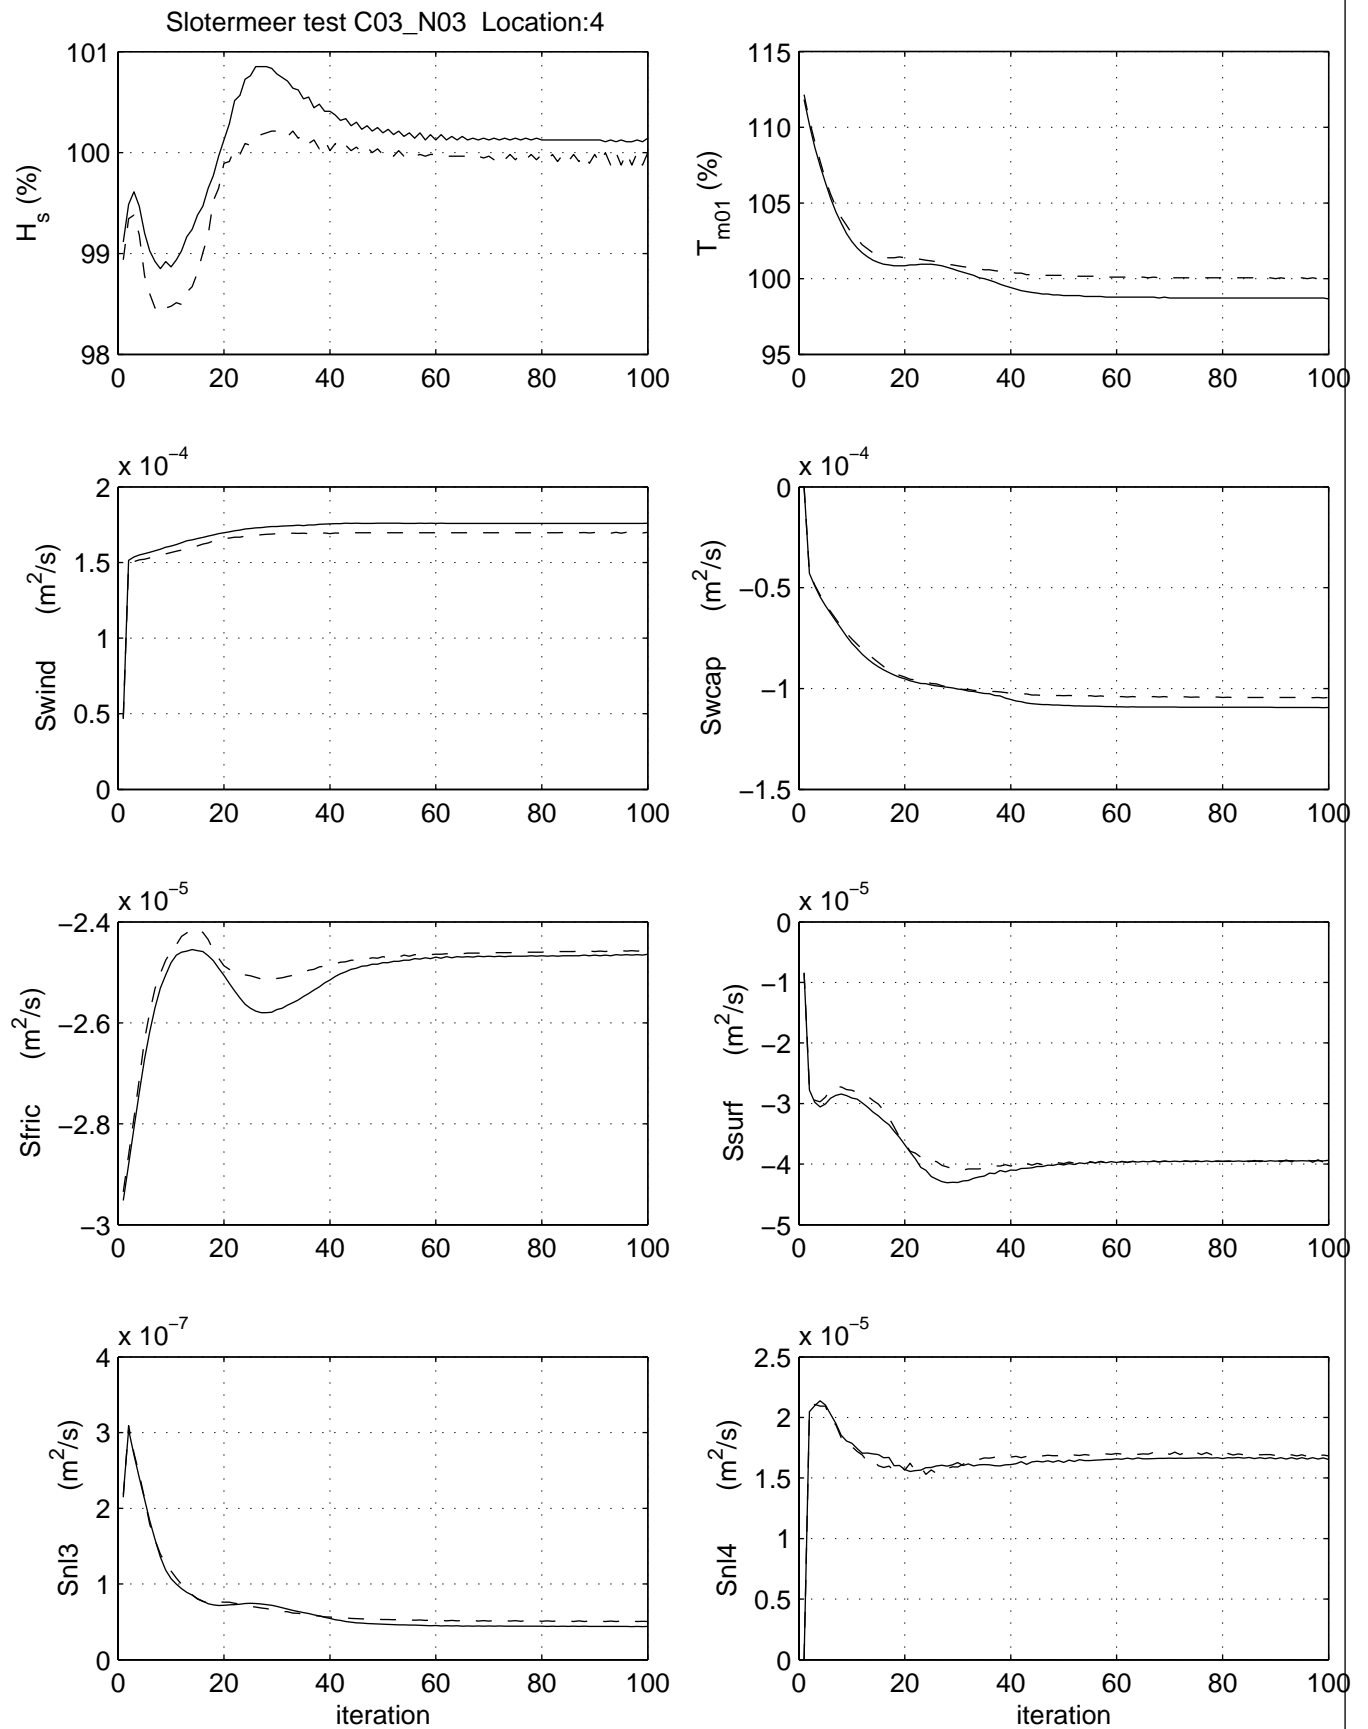 Slotermeer test C03_N03 Location:4
101
100
99
98
H_s (%)
0 20 40 60 80 100
115
110
105
100
95
T_m01 (%)
0 20 40 60 80 100
x 10^−4
2
1.5
1
0.5
0
Swind (m^2/s)
0 20 40 60 80 100
x 10^−4
0
−0.5
−1
−1.5
Swcap (m^2/s)
0 20 40 60 80 100
x 10^−5
−2.4
−2.6
−2.8
−3
Sfric (m^2/s)
0 20 40 60 80 100
x 10^−5
0
−1
−2
−3
−4
−5
Ssurf (m^2/s)
0 20 40 60 80 100
x 10^−7
4
3
2
1
0
Snl3 (m^2/s)
0 20 40 60 80 100
iteration
x 10^−5
2.5
2
1.5
1
0.5
0
Snl4 (m^2/s)
0 20 40 60 80 100
iteration